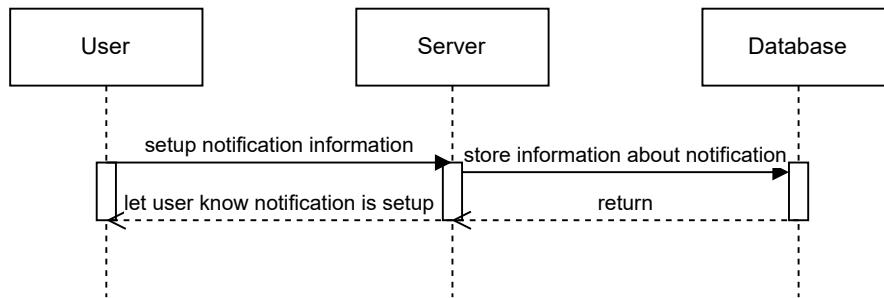 User
Server
Database
setup notification information
store information about notification
let user know notification is setup
return